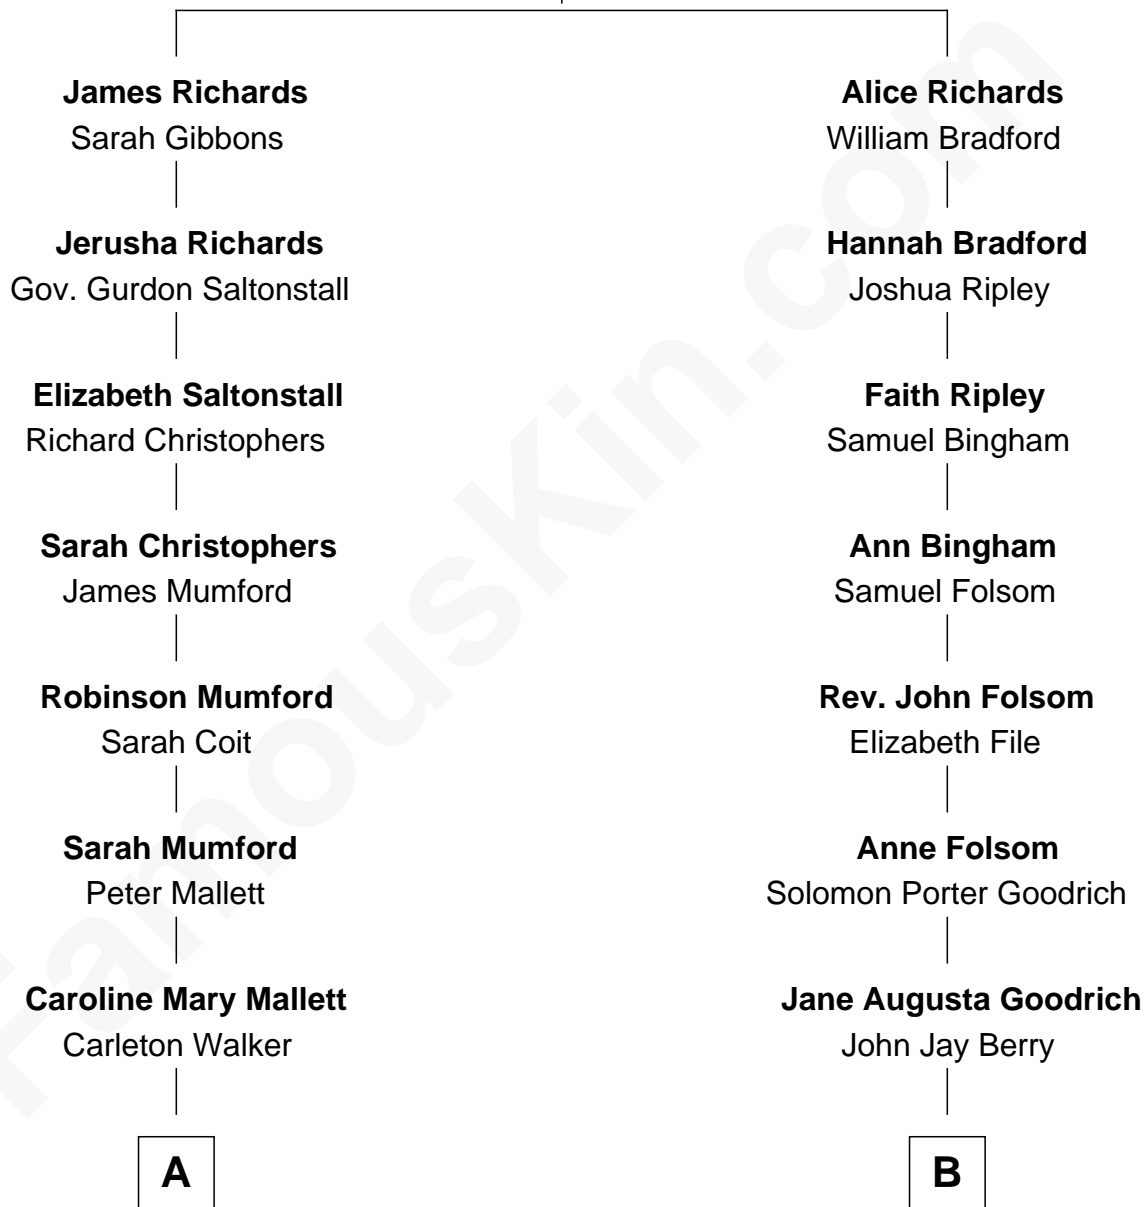 James Richards
Sarah Gibbons
Jerusha Richards
Gov. Gurdon Saltonstall
Elizabeth Saltonstall
Richard Christophers
Sarah Christophers
James Mumford
Robinson Mumford
Sarah Coit
Sarah Mumford
Peter Mallett
Caroline Mary Mallett
Carleton Walker
A
Alice Richards
William Bradford
Hannah Bradford
Joshua Ripley
Faith Ripley
Samuel Bingham
Ann Bingham
Samuel Folsom
Rev. John Folsom
Elizabeth File
Anne Folsom
Solomon Porter Goodrich
Jane Augusta Goodrich
John Jay Berry
B
FamousKin.com